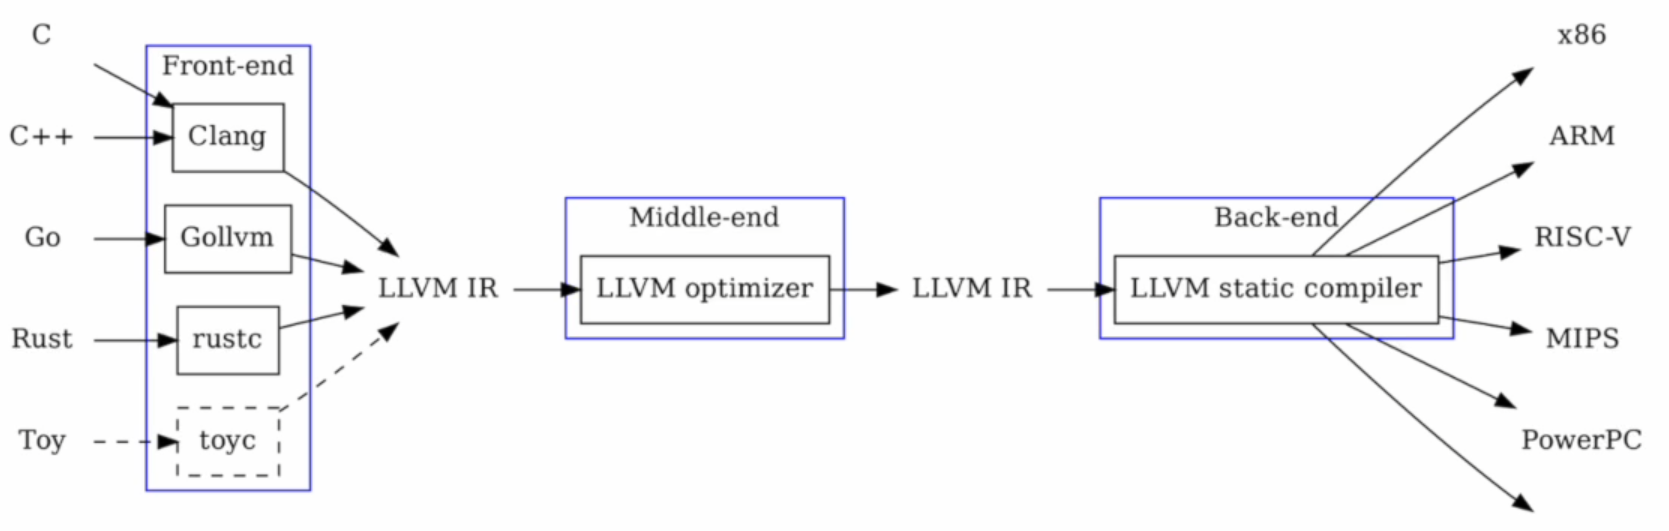 C
C++
Go
Rust
Toy
Front-end
Clang
Gollvm
rustc
toyc
LLVM IR
Middle-end
LLVM optimizer
LLVM IR
Back-end
LLVM static compiler
x86
ARM
RISC-V
MIPS
PowerPC